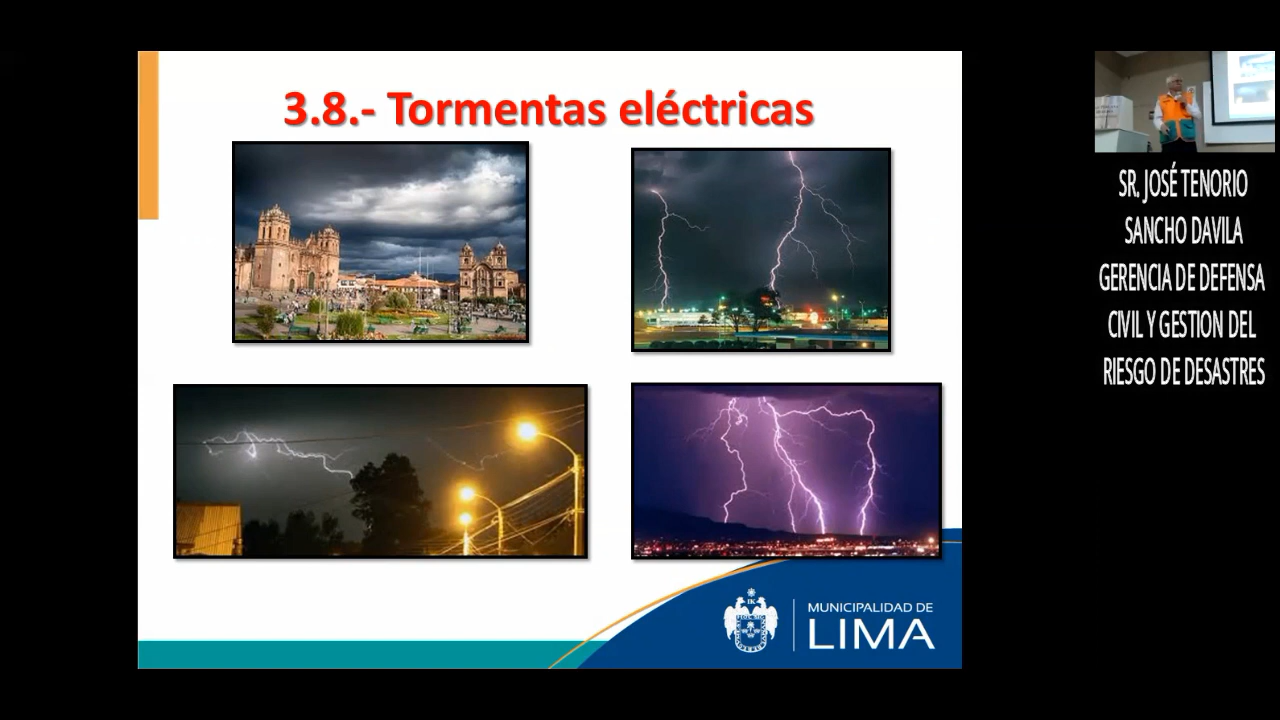 3.8.- Tormentas eléctricas
MUNICIPALIDAD DE
LIMA
SR. JOSÉ TENORIO
SANCHO DAVILA
GERENCIA DE DEFENSA
CIVIL Y GESTION DEL
RIESGO DE DESASTRES